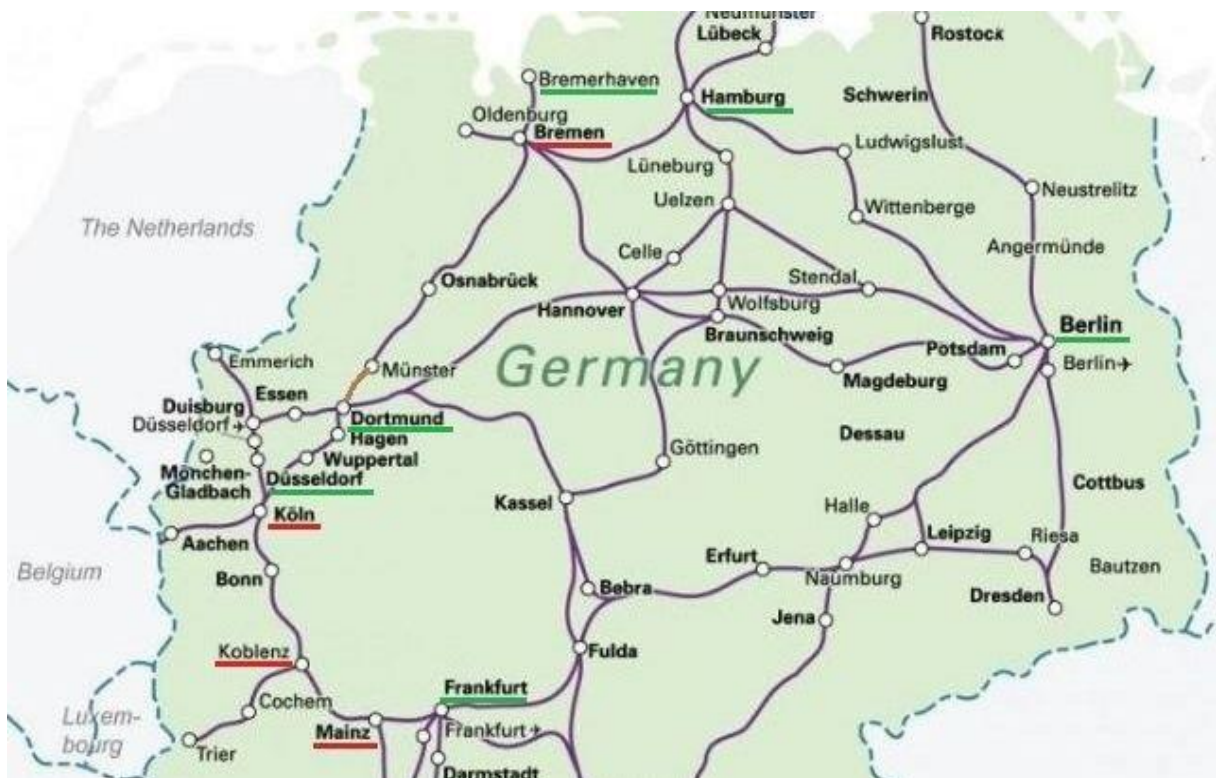 Neumünster
Lübeck
Rostock
Bremerhaven
Hamburg
Schwerin
Oldenburg
Bremen
Ludwigslust
Lüneburg
Neustrelitz
Uelzen
Wittenberge
The Netherlands
Celle
Angermünde
Osnabrück
Stendal
Hannover
Wolfsburg
Braunschweig
Berlin
Potsdam
Emmerich
Münster
Germany
Magdeburg
Berlin
Essen
Duisburg
Düsseldorf
Dortmund
Hagen
Dessau
Göttingen
Wuppertal
Mönchen-
Gladbach
Düsseldorf
Cottbus
Kassel
Köln
Halle
Aachen
Leipzig
Riesa
Erfurt
Belgium
Bonn
Naumburg
Bautzen
Bebra
Dresden
Jena
Koblenz
Fulda
Frankfurt
Cochem
Luxem-
bourg
Mainz
Frankfurt
Trier
Darmstadt